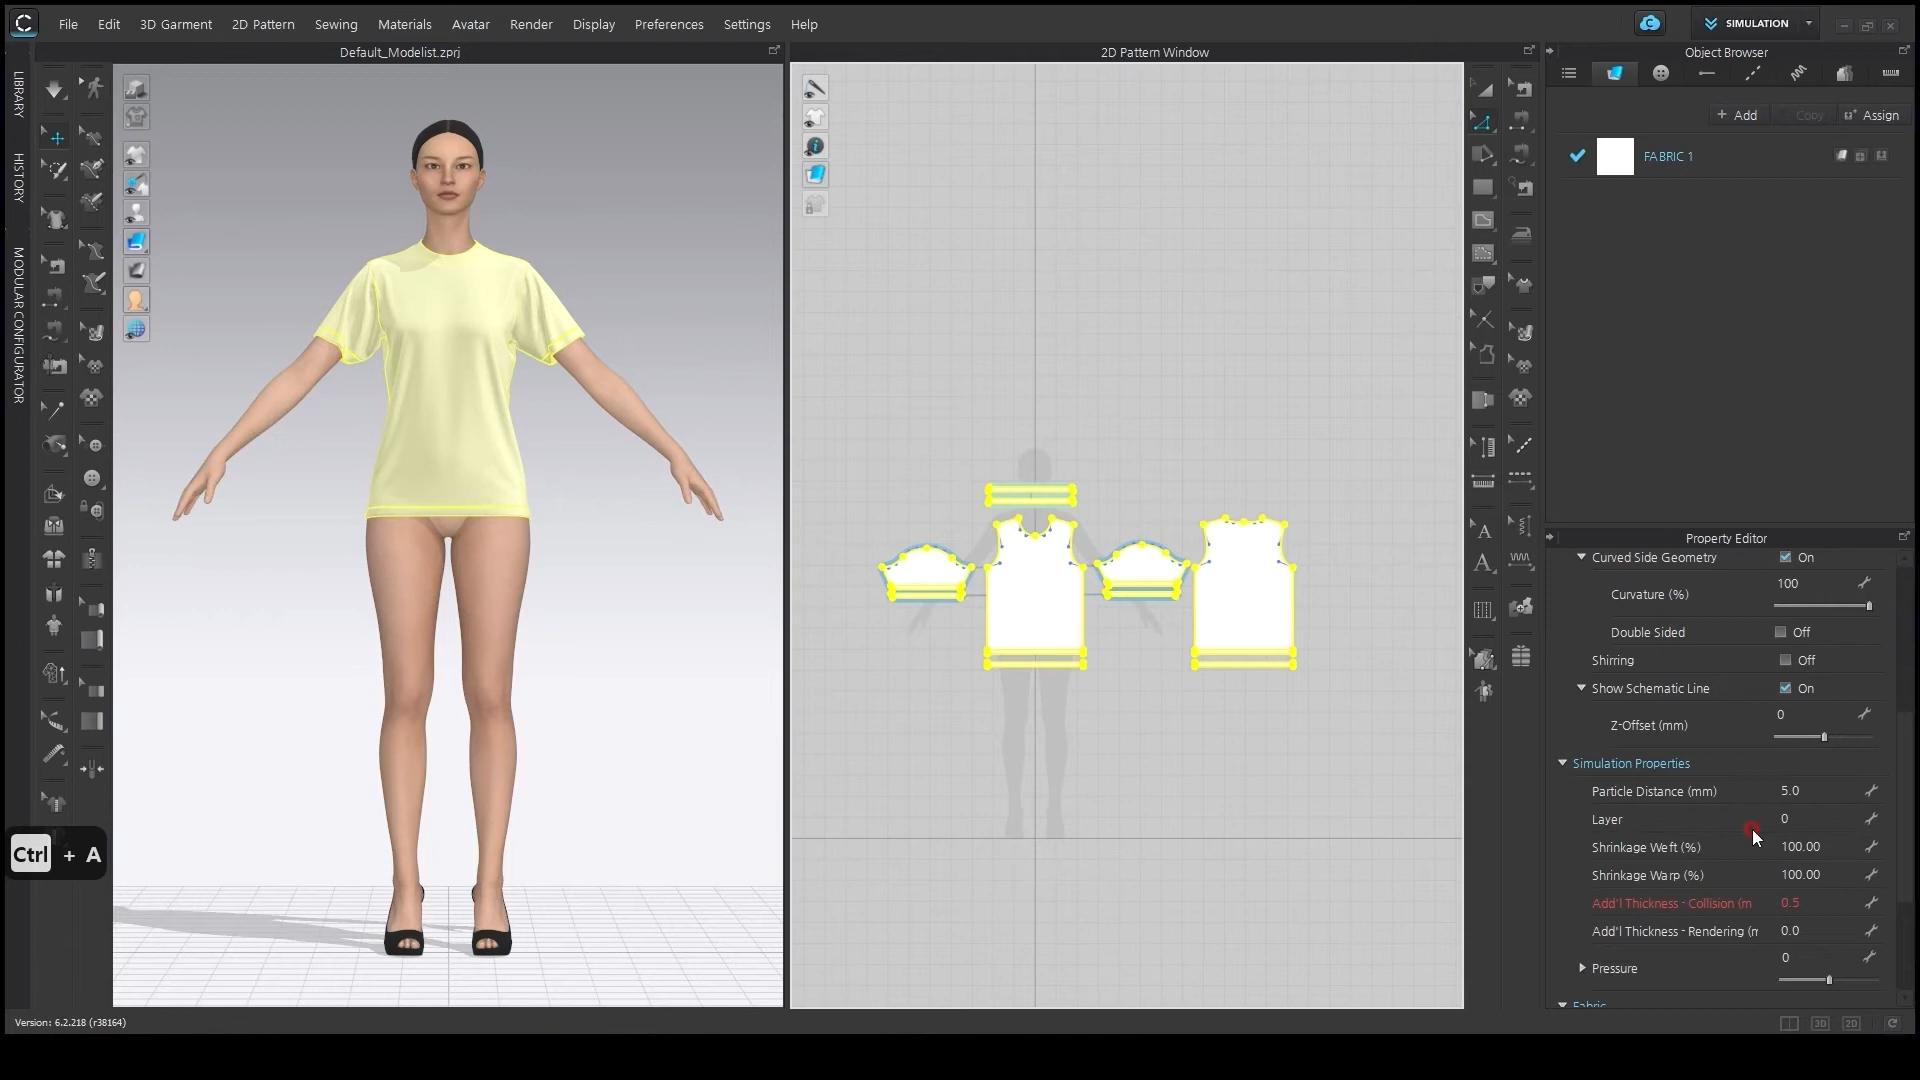 File Edit 3D Garment 2D Pattern Sewing Materials Avatar Render Display Preferences Settings Help
SIMULATION
Default_Modelist.zprj
2D Pattern Window
Object Browser
LIBRARY
HISTORY
MODULAR CONFIGURATOR
+ Add Copy Assign
FABRIC 1
Property Editor
Curved Side Geometry On
100
Curvature (%)
Double Sided Off
Shirring Off
Show Schematic Line On
0
Z-Offset (mm)
Simulation Properties
Particle Distance (mm) 5.0
Layer 0
Shrinkage Weft (%) 100.00
Shrinkage Warp (%) 100.00
Add'l Thickness - Collision (m 0.5
Add'l Thickness - Rendering (m 0.0
0
Pressure
Fabric
Ctrl + A
A
A
Version: 6.2.218 (r38164)
3D 2D